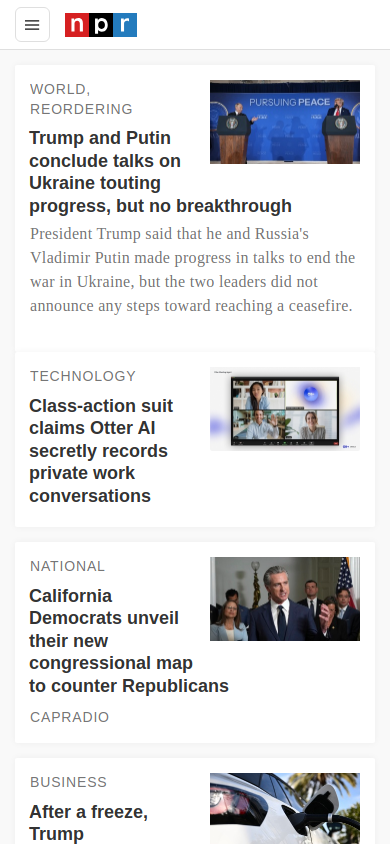 npr
WORLD,
REORDERING
Trump and Putin
conclude talks on
Ukraine touting
progress, but no breakthrough
PURSUING PEACE
President Trump said that he and Russia's
Vladimir Putin made progress in talks to end the
war in Ukraine, but the two leaders did not
announce any steps toward reaching a ceasefire.
TECHNOLOGY
Class-action suit
claims Otter AI
secretly records
private work
conversations
NATIONAL
California
Democrats unveil
their new
congressional map
to counter Republicans
CAPRADIO
BUSINESS
After a freeze,
Trump